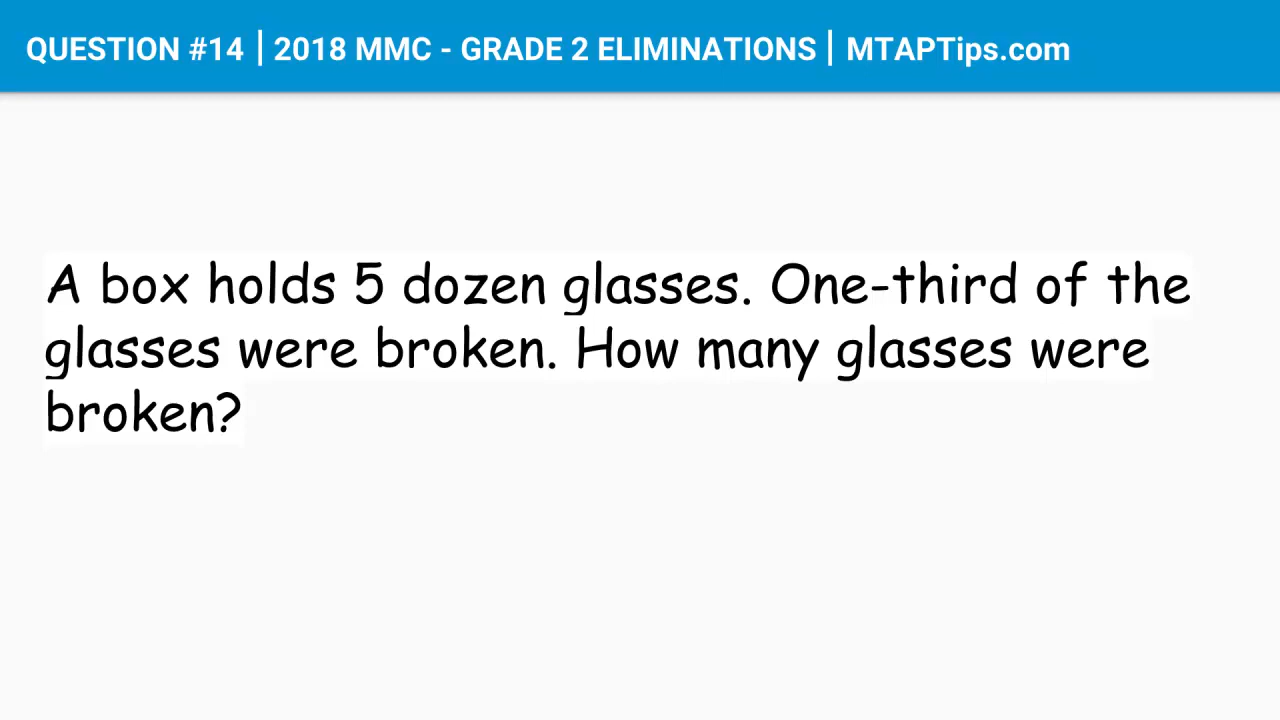 QUESTION #14 | 2018 MMC - GRADE 2 ELIMINATIONS | MTAPTips.com
A box holds 5 dozen glasses. One-third of the
glasses were broken. How many glasses were
broken?